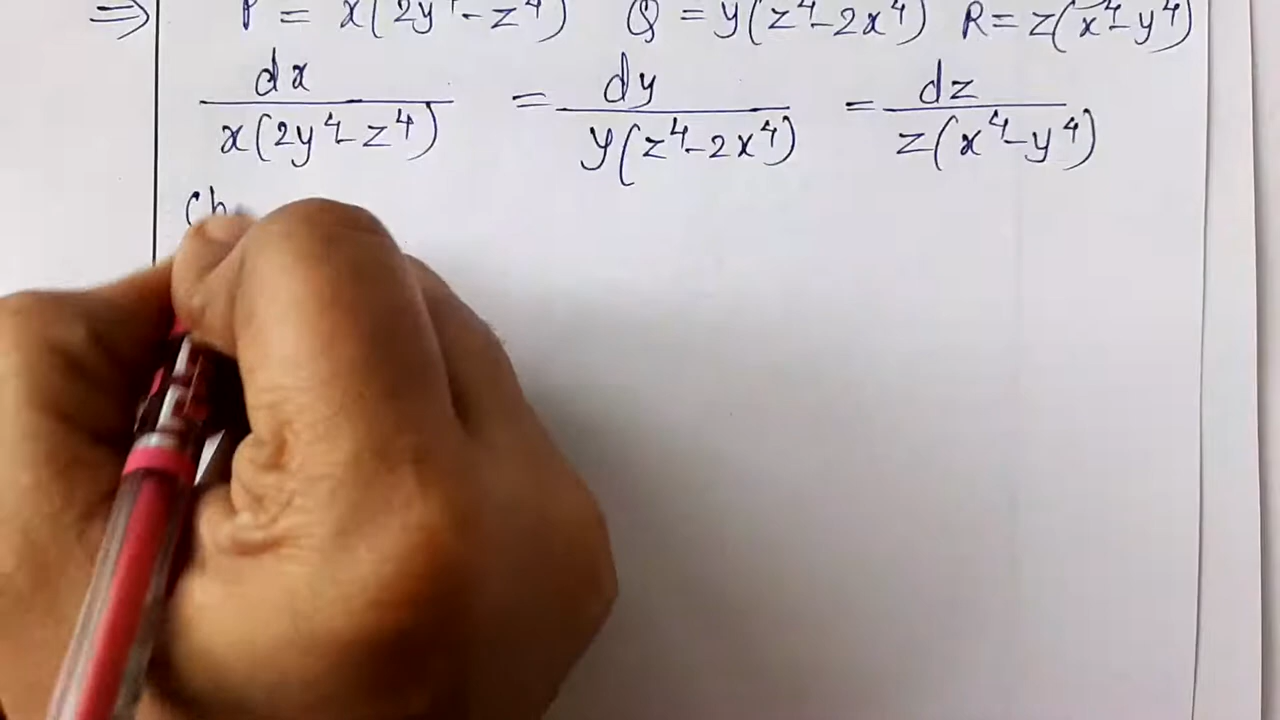 ⇒ P = x(2y⁴-z⁴) Q = y(z⁴-2x⁴) R = z(x⁴-y⁴)
dx/x(2y⁴-z⁴) = dy/y(z⁴-2x⁴) = dz/z(x⁴-y⁴)